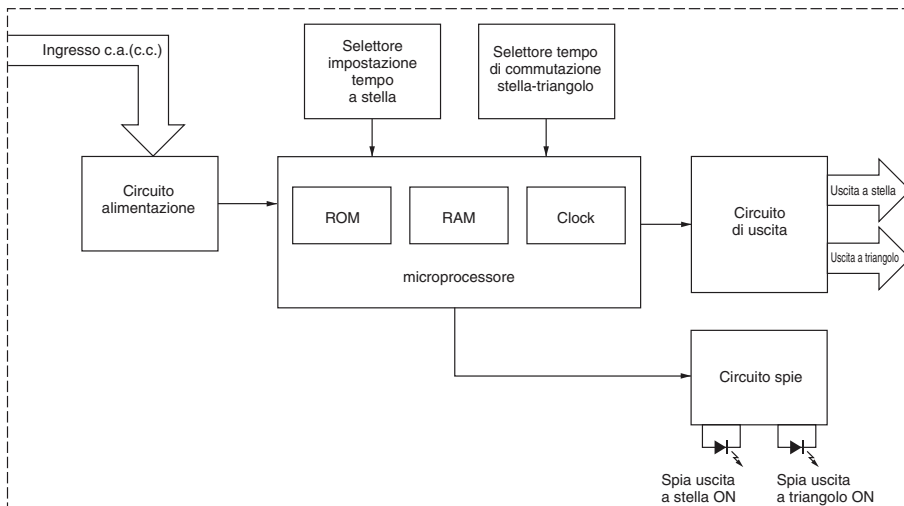 Ingresso c.a.(c.c.)
Selettore
impostazione
tempo
a stella
Selettore tempo
di commutazione
stella-triangolo
Circuito
alimentazione
ROM
RAM
Clock
microprocessore
Circuito
di uscita
Uscita a stella
Uscita a triangolo
Circuito spie
Spia uscita
a stella ON
Spia uscita
a triangolo ON